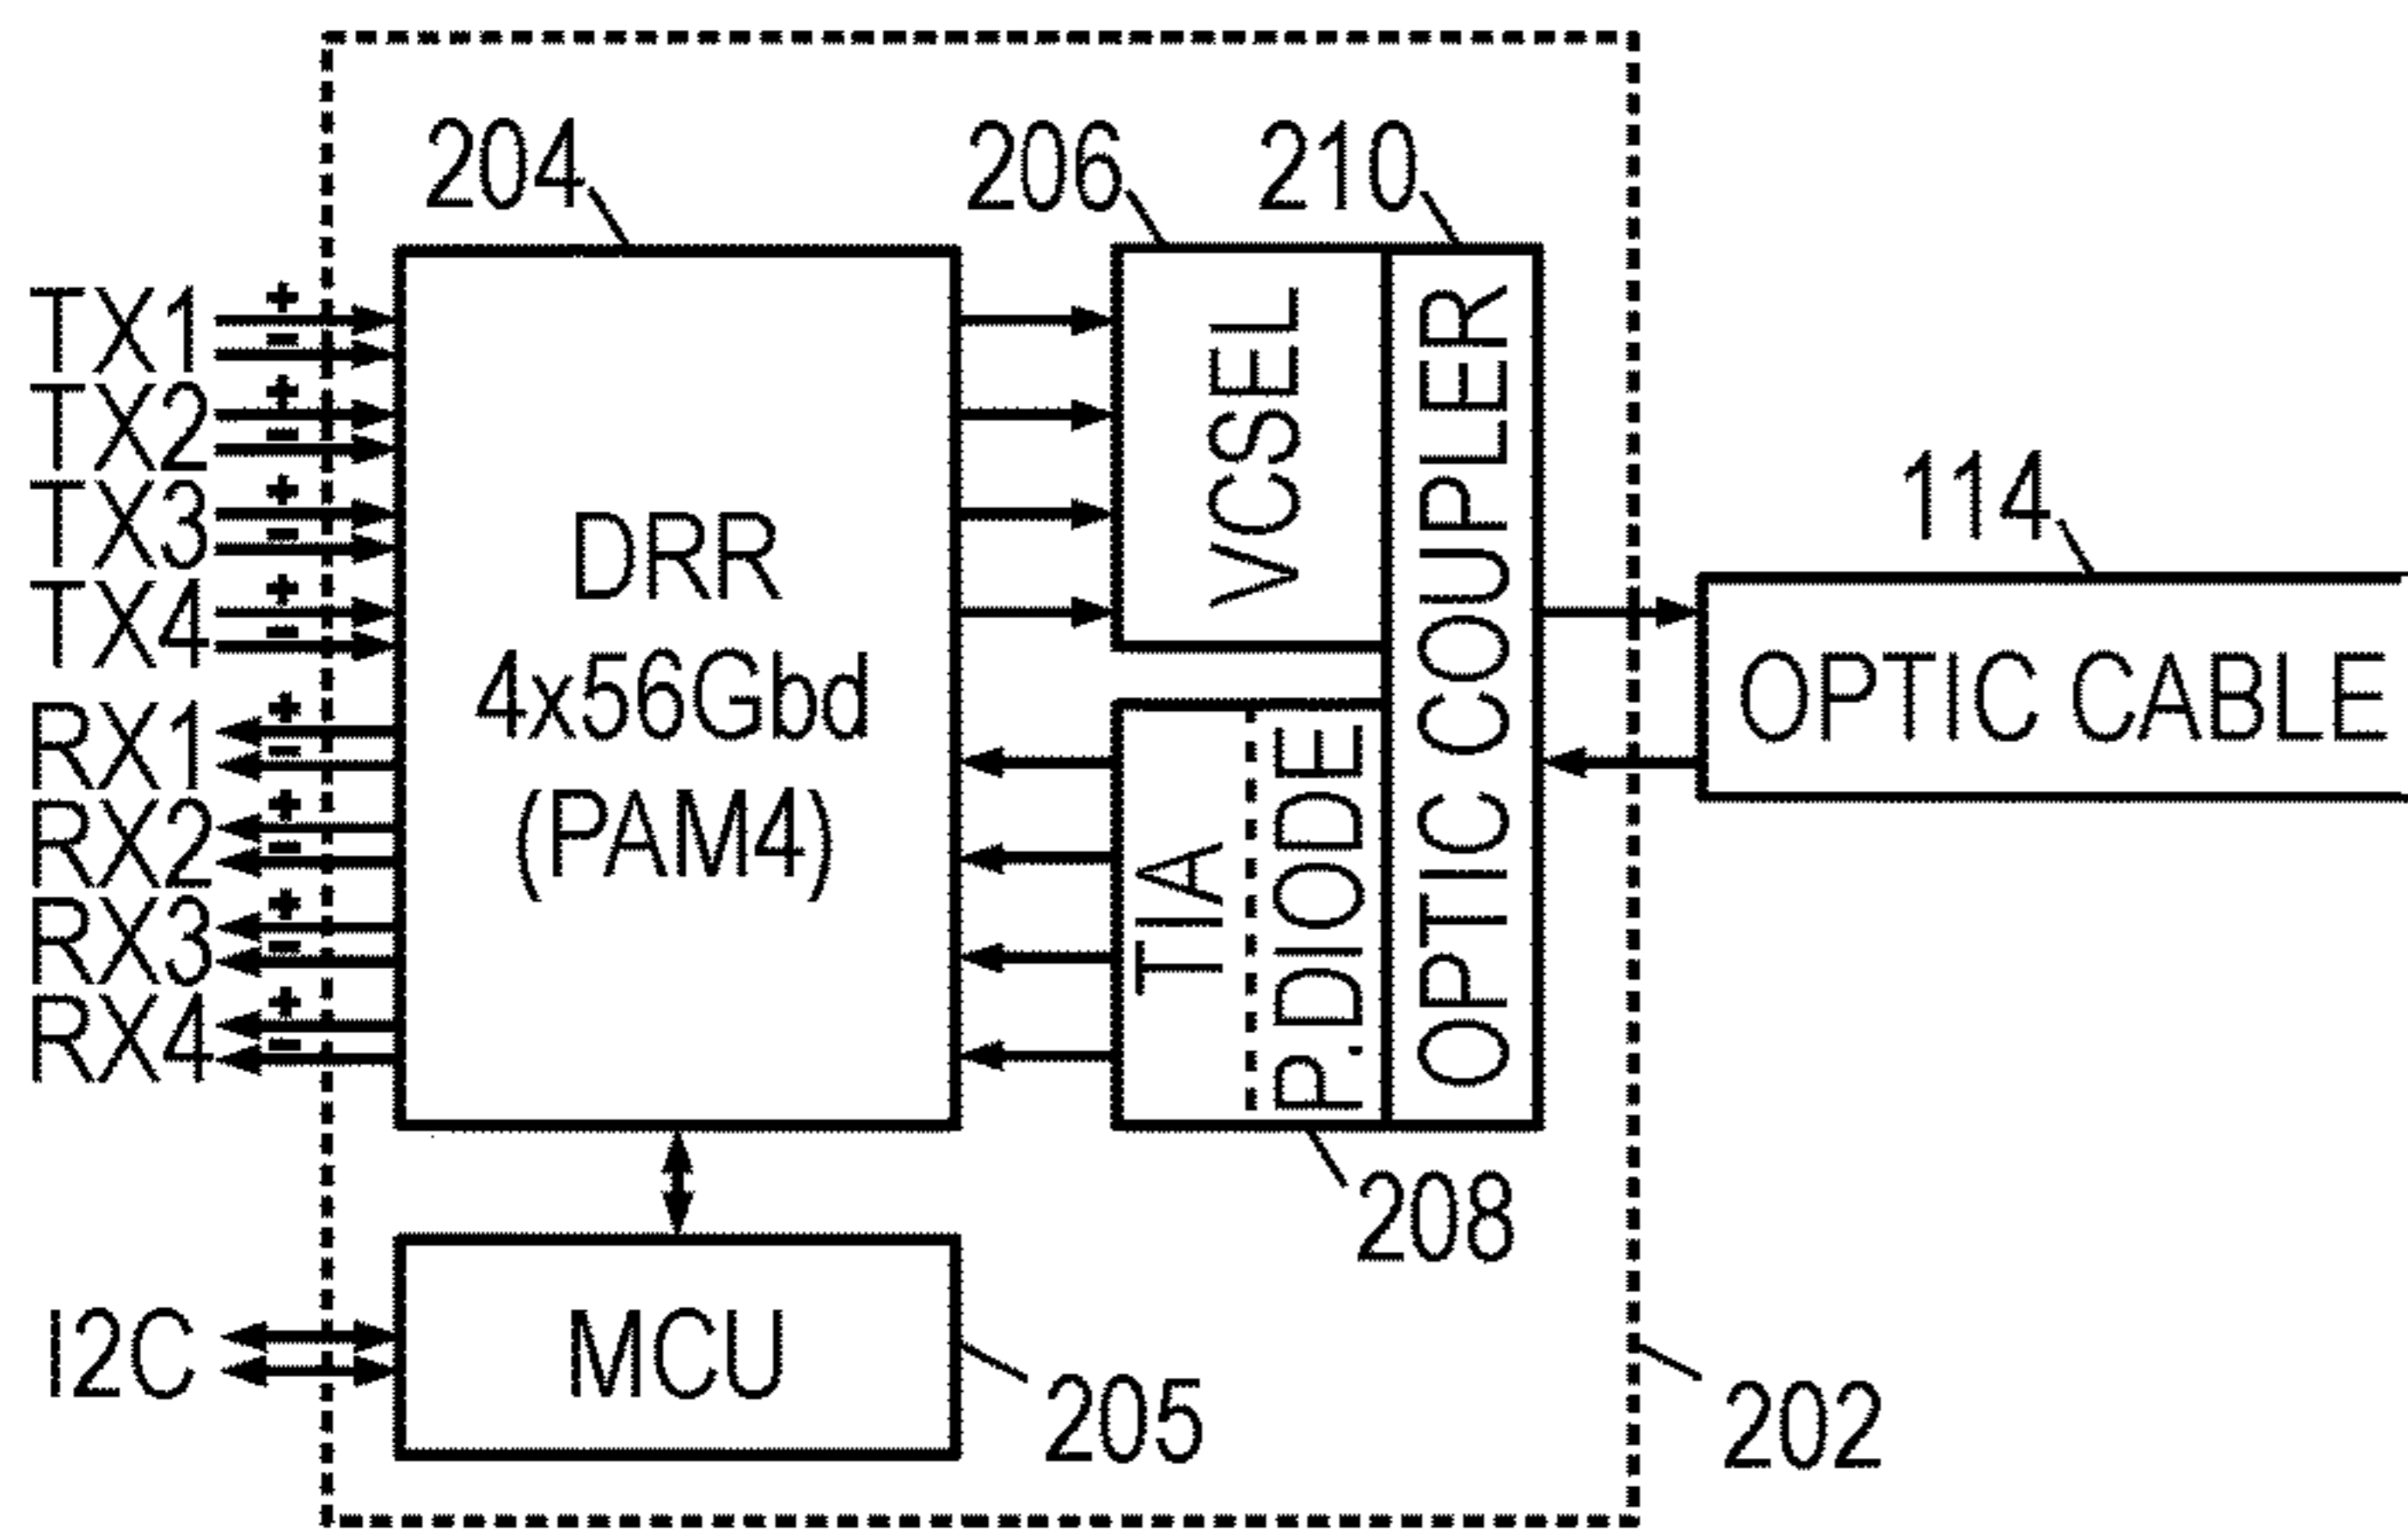 204
206
210
TX1
TX2
TX3
TX4
RX1
RX2
RX3
RX4
+
-
+
-
+
-
+
-
+
-
+
-
+
-
+
-
DRR
4x56Gbd
(PAM4)
VCSEL
TIA
P.DIODE
OPTIC COUPLER
114
OPTIC CABLE
208
I2C
MCU
205
202